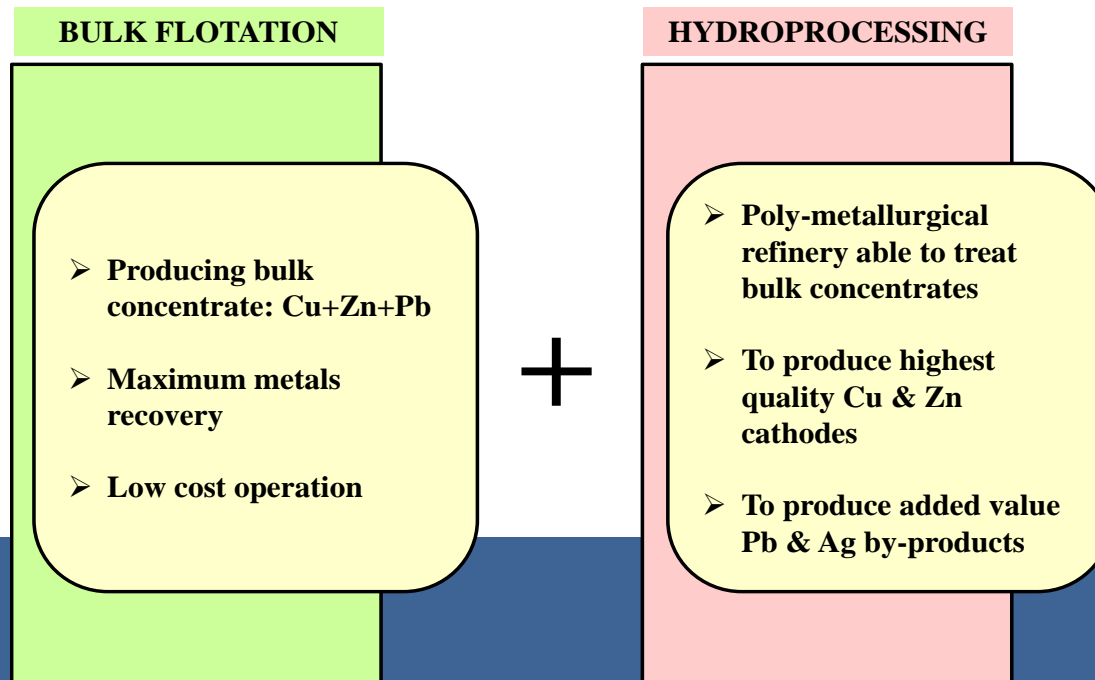 BULK FLOTATION
➢ Producing bulk
concentrate: Cu+Zn+Pb
➢ Maximum metals
recovery
➢ Low cost operation
+
HYDROPROCESSING
➢ Poly-metallurgical
refinery able to treat
bulk concentrates
➢ To produce highest
quality Cu & Zn
cathodes
➢ To produce added value
Pb & Ag by-products